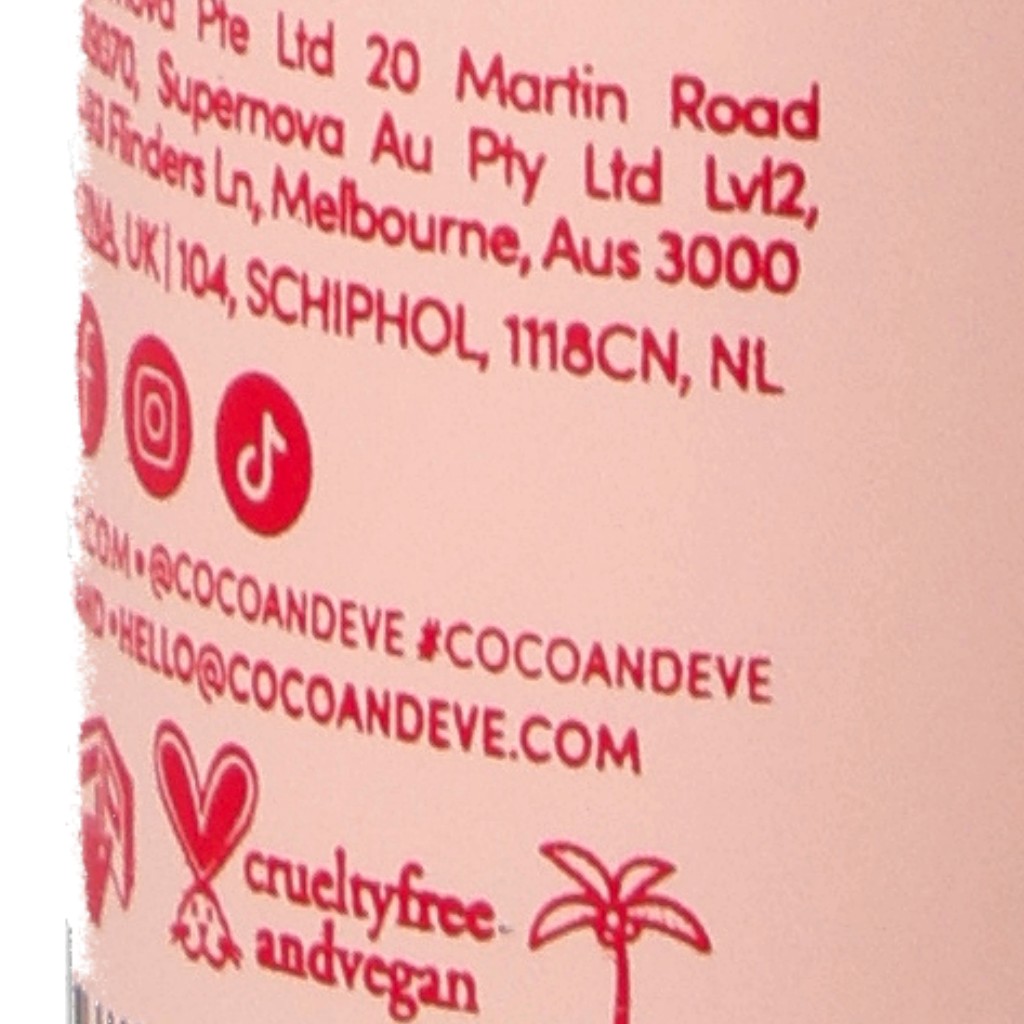 Pte Ltd 20 Martin Road
Supernova Au Pty Ltd Lvl2,
Flinders Ln, Melbourne, Aus 3000
UK | 104, SCHIPHOL, 1118CN, NL
.COM • @COCOANDEVE #COCOANDEVE
• HELLO@COCOANDEVE.COM
crueltyfree
andvegan